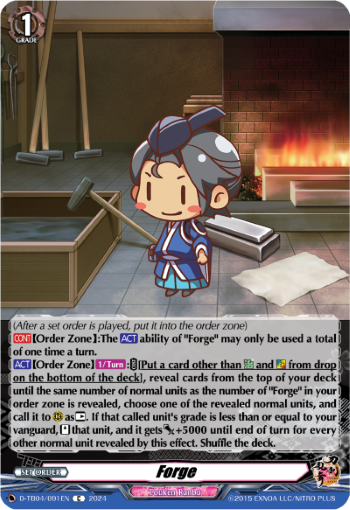 1
GRADE
(After a set order is played, put it into the order zone)
CONT【Order Zone】:The ACT ability of "Forge" may only be used a total
of one time a turn.
ACT【Order Zone】1/Turn:[Put a card other than and from drop
on the bottom of the deck], reveal cards from the top of your deck
until the same number of normal units as the number of "Forge" in your
order zone is revealed, choose one of the revealed normal units, and
call it to as. If that called unit's grade is less than or equal to your
vanguard, that unit, and it gets +5000 until end of turn for every
other normal unit revealed by this effect. Shuffle the deck.
SET ORDER
Forge
Touken Ranbu
D-TB04/091EN C 2024
©2015 EXNOA LLC/NITRO PLUS